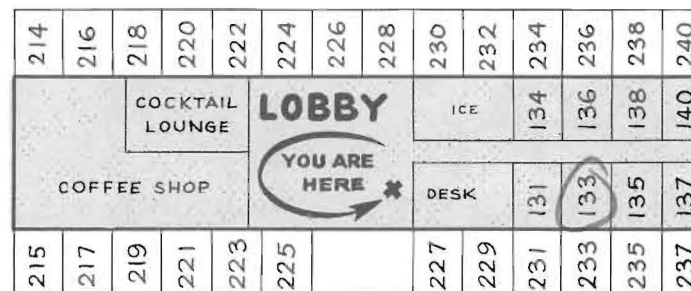 214 216 218 220 222 224 226 228 230 232 234 236 238 240
COCKTAIL
LOUNGE
LOBBY
ICE
134 136 138 140
YOU ARE
HERE
COFFEE SHOP
DESK
131 133 135 137
215 217 219 221 223 225 227 229 231 233 235 237